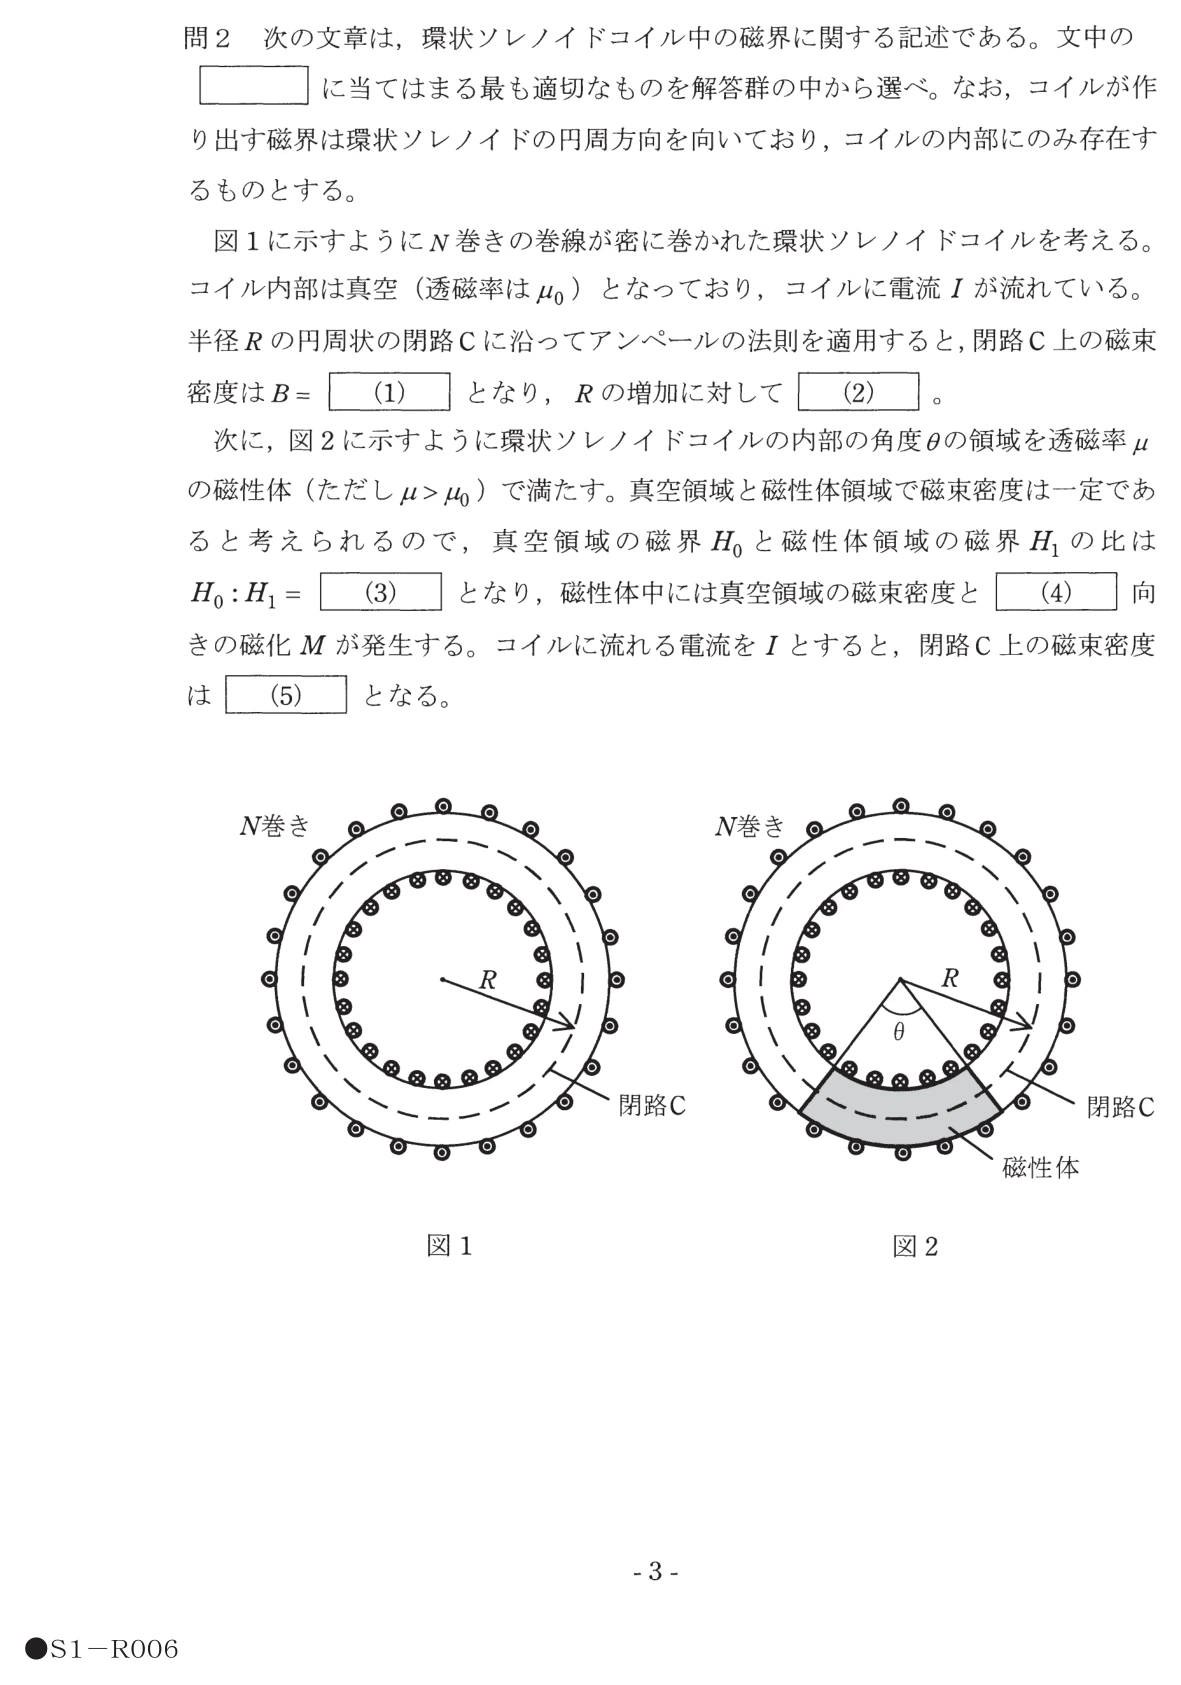 問2 次の文章は，環状ソレノイドコイル中の磁界に関する記述である。文中の
に当てはまる最も適切なものを解答群の中から選べ。なお，コイルが作
り出す磁界は環状ソレノイドの円周方向を向いており，コイルの内部にのみ存在す
るものとする。
図1に示すようにN巻きの巻線が密に巻かれた環状ソレノイドコイルを考える。
コイル内部は真空（透磁率はμ0）となっており，コイルに電流Iが流れている。
半径Rの円周状の閉路Cに沿ってアンペールの法則を適用すると，閉路C上の磁束
密度はB= (1) となり，Rの増加に対して (2) 。
次に，図2に示すように環状ソレノイドコイルの内部の角度θの領域を透磁率μ
の磁性体（ただしμ>μ0）で満たす。真空領域と磁性体領域で磁束密度は一定であ
ると考えられるので，真空領域の磁界H0と磁性体領域の磁界H1の比は
H0:H1= (3) となり，磁性体中には真空領域の磁束密度と (4) 向
きの磁化Mが発生する。コイルに流れる電流をIとすると，閉路C上の磁束密度
は (5) となる。
N巻き
R
閉路C
図1
N巻き
R
θ
閉路C
磁性体
図2
- 3 -
●S1－R006